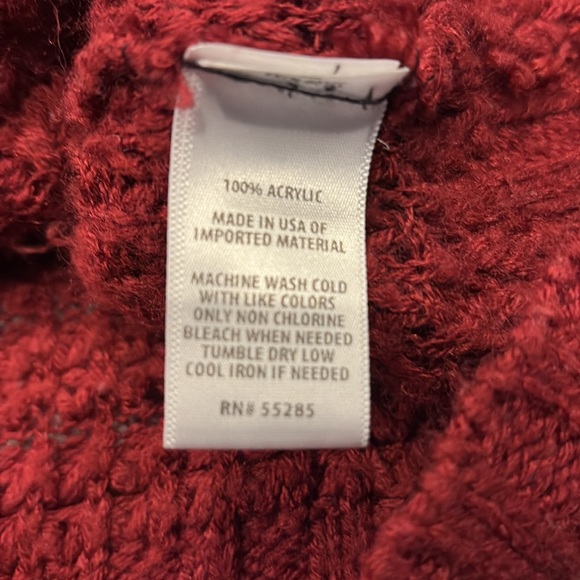 100% ACRYLIC
MADE IN USA OF
IMPORTED MATERIAL
MACHINE WASH COLD
WITH LIKE COLORS
ONLY NON CHLORINE
BLEACH WHEN NEEDED
TUMBLE DRY LOW
COOL IRON IF NEEDED
RN# 55285